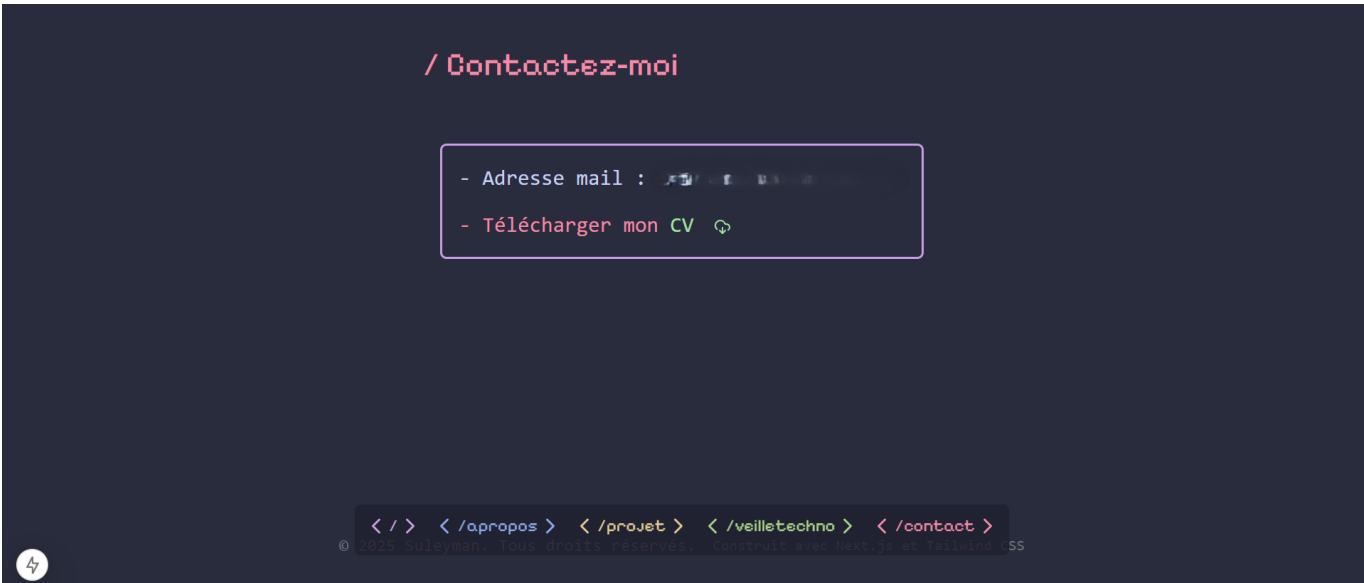 / Contactez-moi
- Adresse mail :
- Télécharger mon CV
< / > < /apropos > < /projet > < /veilletechno > < /contact >
© 2025 Suleyman. Tous droits réservés. Construit avec Next.js et Tailwind CSS